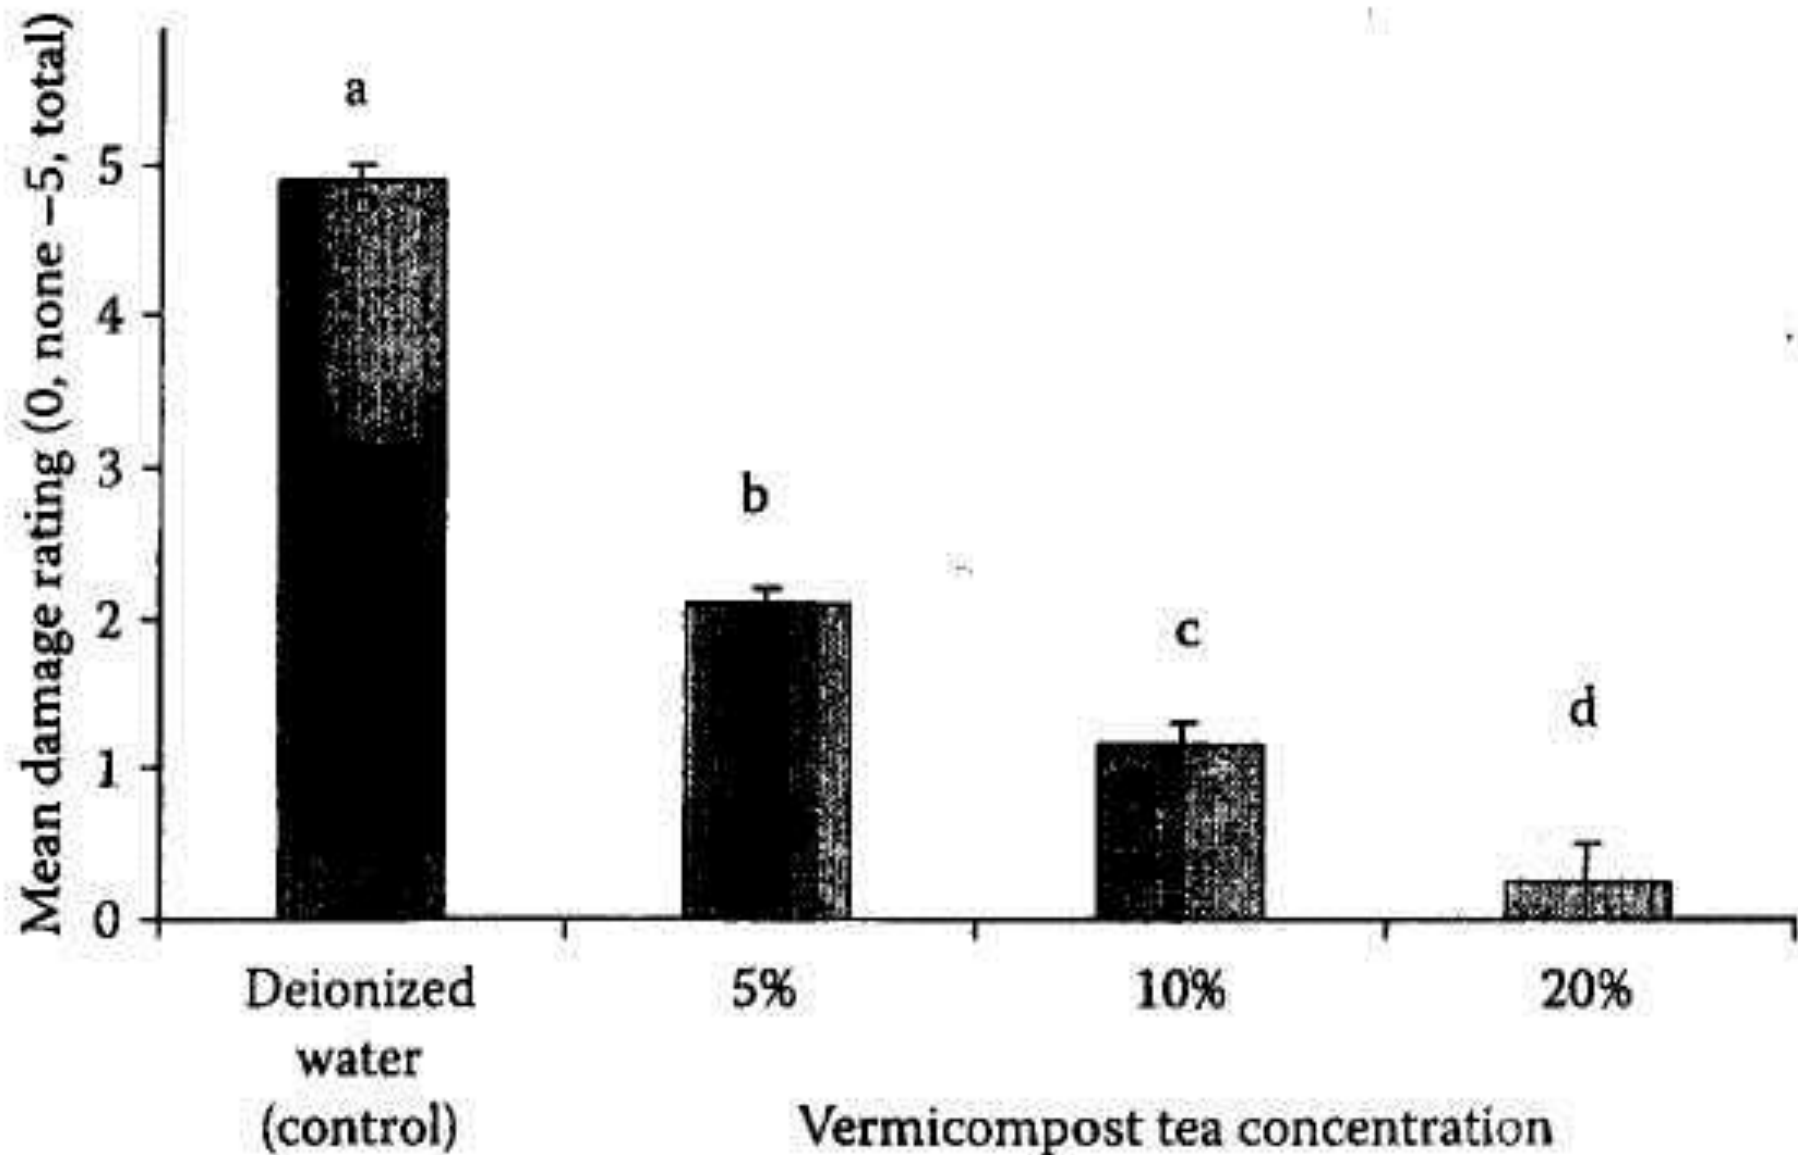 Mean damage rating (0, none –5, total)
5
4
3
2
1
0
a
b
c
d
Deionized
water
(control)
5%
10%
20%
Vermicompost tea concentration